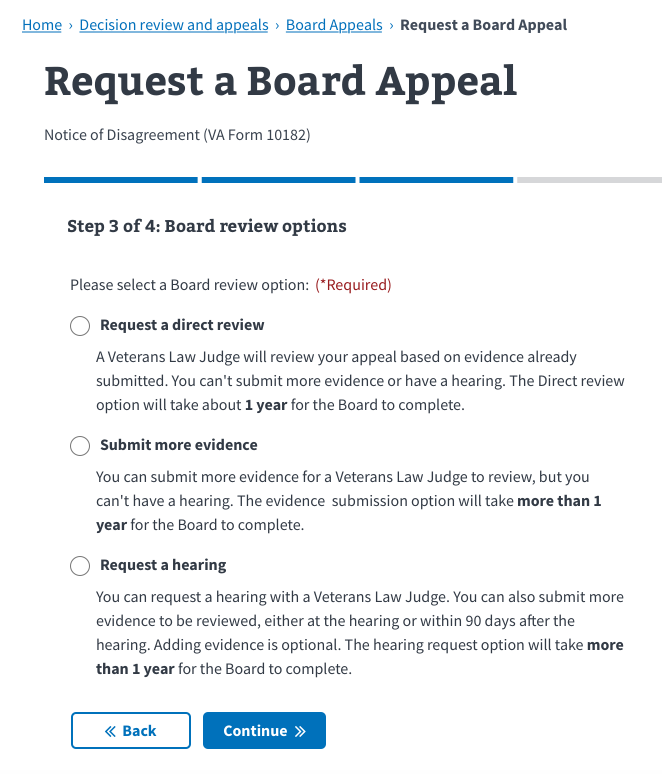 Home › Decision review and appeals › Board Appeals › Request a Board Appeal
Request a Board Appeal
Notice of Disagreement (VA Form 10182)
Step 3 of 4: Board review options
Please select a Board review option: (*Required)
Request a direct review
A Veterans Law Judge will review your appeal based on evidence already
submitted. You can't submit more evidence or have a hearing. The Direct review
option will take about 1 year for the Board to complete.
Submit more evidence
You can submit more evidence for a Veterans Law Judge to review, but you
can't have a hearing. The evidence  submission option will take more than 1
year for the Board to complete.
Request a hearing
You can request a hearing with a Veterans Law Judge. You can also submit more
evidence to be reviewed, either at the hearing or within 90 days after the
hearing. Adding evidence is optional. The hearing request option will take more
than 1 year for the Board to complete.
« Back Continue »